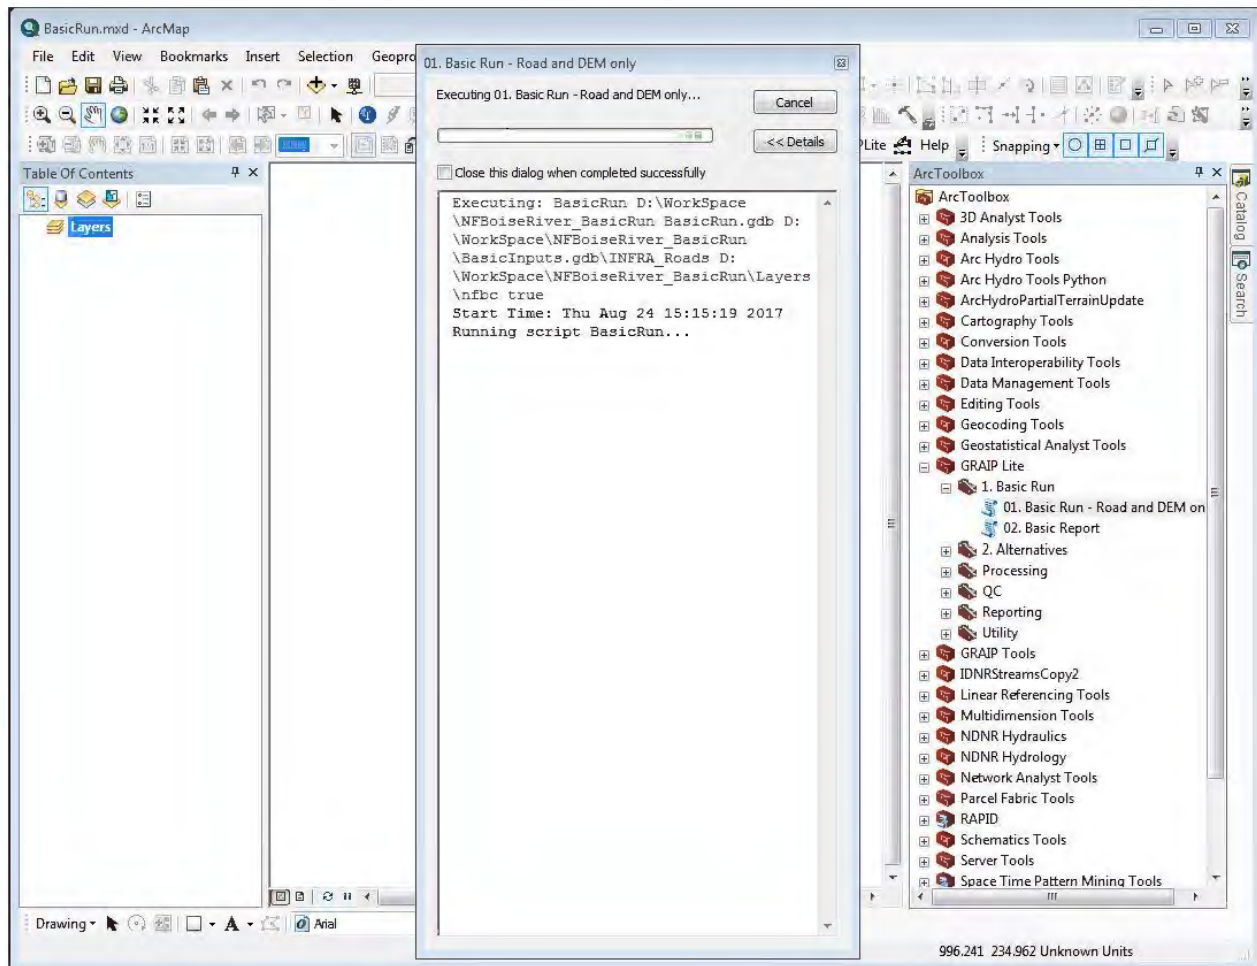 BasicRun.mxd - ArcMap
File Edit View Bookmarks Insert Selection Geopro
01. Basic Run - Road and DEM only
Executing 01. Basic Run - Road and DEM only...
Cancel
<< Details
Close this dialog when completed successfully
Executing: BasicRun D:\WorkSpace
\NFBoiseRiver_BasicRun BasicRun.gdb D:
\WorkSpace\NFBoiseRiver_BasicRun
\BasicInputs.gdb\INFRA_Roads D:
\WorkSpace\NFBoiseRiver_BasicRun\Layers
\nfbc true
Start Time: Thu Aug 24 15:15:19 2017
Running script BasicRun...
Lite Help Snapping
Table Of Contents
Layers
ArcToolbox
ArcToolbox
3D Analyst Tools
Analysis Tools
Arc Hydro Tools
Arc Hydro Tools Python
ArcHydroPartialTerrainUpdate
Cartography Tools
Conversion Tools
Data Interoperability Tools
Data Management Tools
Editing Tools
Geocoding Tools
Geostatistical Analyst Tools
GRAIP Lite
1. Basic Run
01. Basic Run - Road and DEM on
02. Basic Report
2. Alternatives
Processing
QC
Reporting
Utility
GRAIP Tools
IDNRStreamsCopy2
Linear Referencing Tools
Multidimension Tools
NDNR Hydraulics
NDNR Hydrology
Network Analyst Tools
Parcel Fabric Tools
RAPID
Schematics Tools
Server Tools
Space Time Pattern Mining Tools
Catalog
Search
Drawing
A
Arial
996.241 234.962 Unknown Units